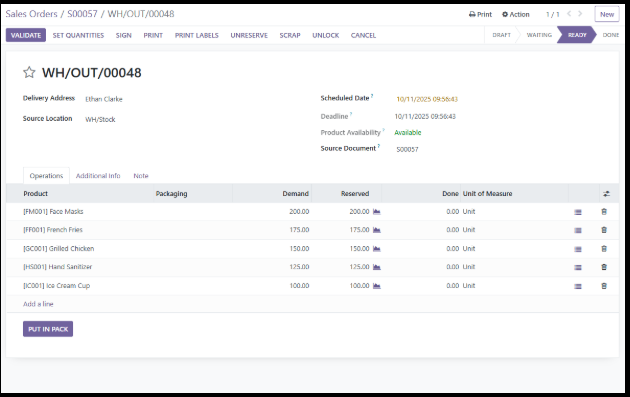 Sales Orders / S00057 / WH/OUT/00048 Print Action 1 / 1 New
VALIDATE SET QUANTITIES SIGN PRINT PRINT LABELS UNRESERVE SCRAP UNLOCK CANCEL DRAFT WAITING READY DONE
WH/OUT/00048
Delivery Address Ethan Clarke Scheduled Date ? 10/11/2025 09:56:43
Deadline ? 10/11/2025 09:56:43
Source Location WH/Stock
Product Availability ? Available
Source Document ? S00057
Operations Additional Info Note
Product Packaging Demand Reserved Done Unit of Measure
[FM001] Face Masks 200.00 200.00 0.00 Unit
[FF001] French Fries 175.00 175.00 0.00 Unit
[GC001] Grilled Chicken 150.00 150.00 0.00 Unit
[HS001] Hand Sanitizer 125.00 125.00 0.00 Unit
[IC001] Ice Cream Cup 100.00 100.00 0.00 Unit
Add a line
PUT IN PACK